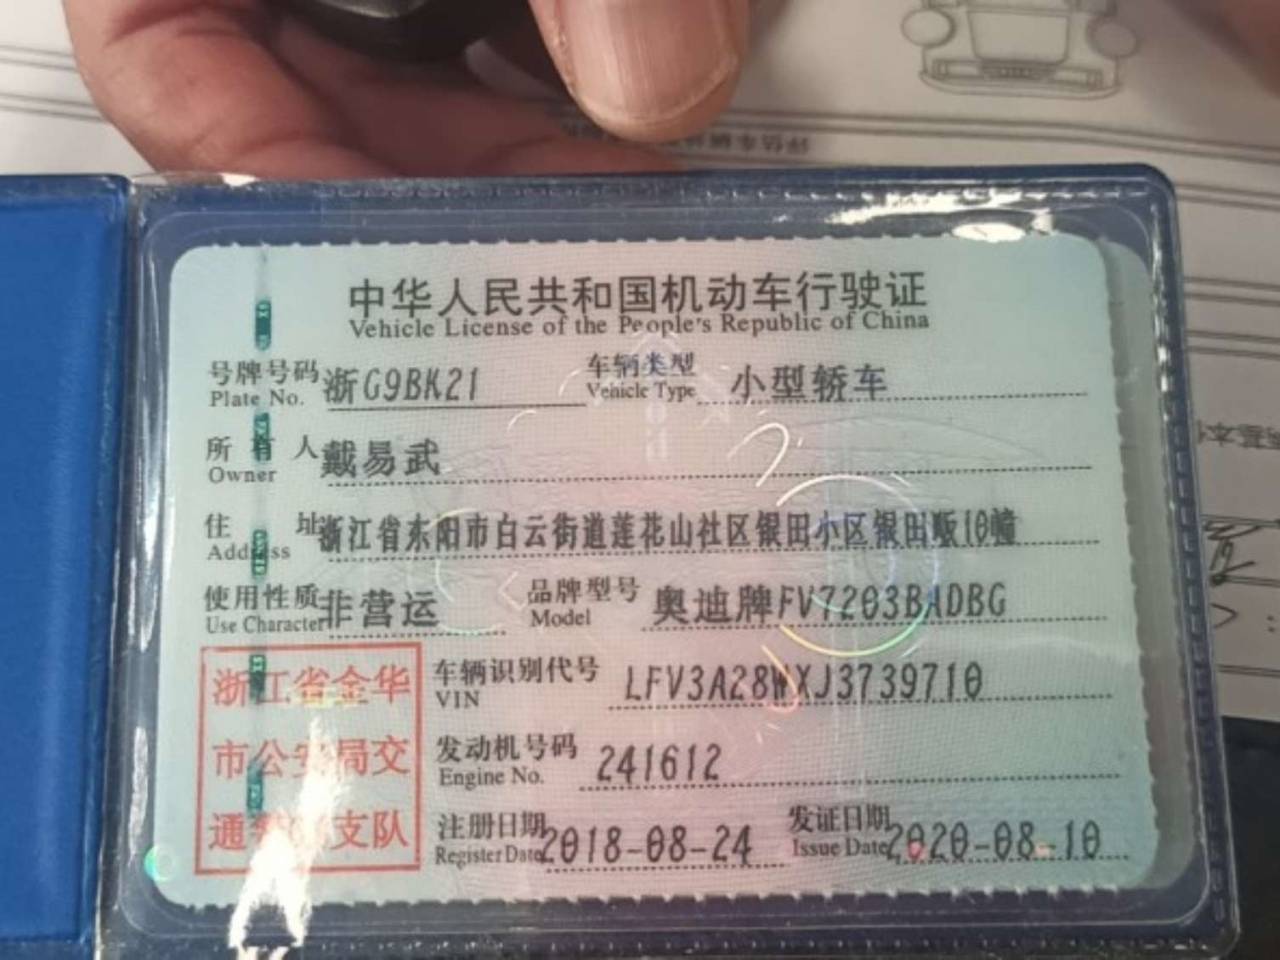 评估车辆
中华人民共和国机动车行驶证
Vehicle License of the People's Republic of China
号牌号码 浙G9BK21 车辆类型 小型轿车
Plate No. Vehicle Type
所有人 戴易武
Owner
住址 浙江省东阳市白云街道莲花山社区银田小区银田畈10幢
Address
使用性质 非营运 品牌型号 奥迪牌FV7203BADBG
Use Character Model
浙江省金华
市公安局交
通警察支队
车辆识别代号 LFV3A28WXJ3739710
VIN
发动机号码 241612
Engine No.
注册日期 2018-08-24 发证日期 2020-08-10
Register Date Issue Date